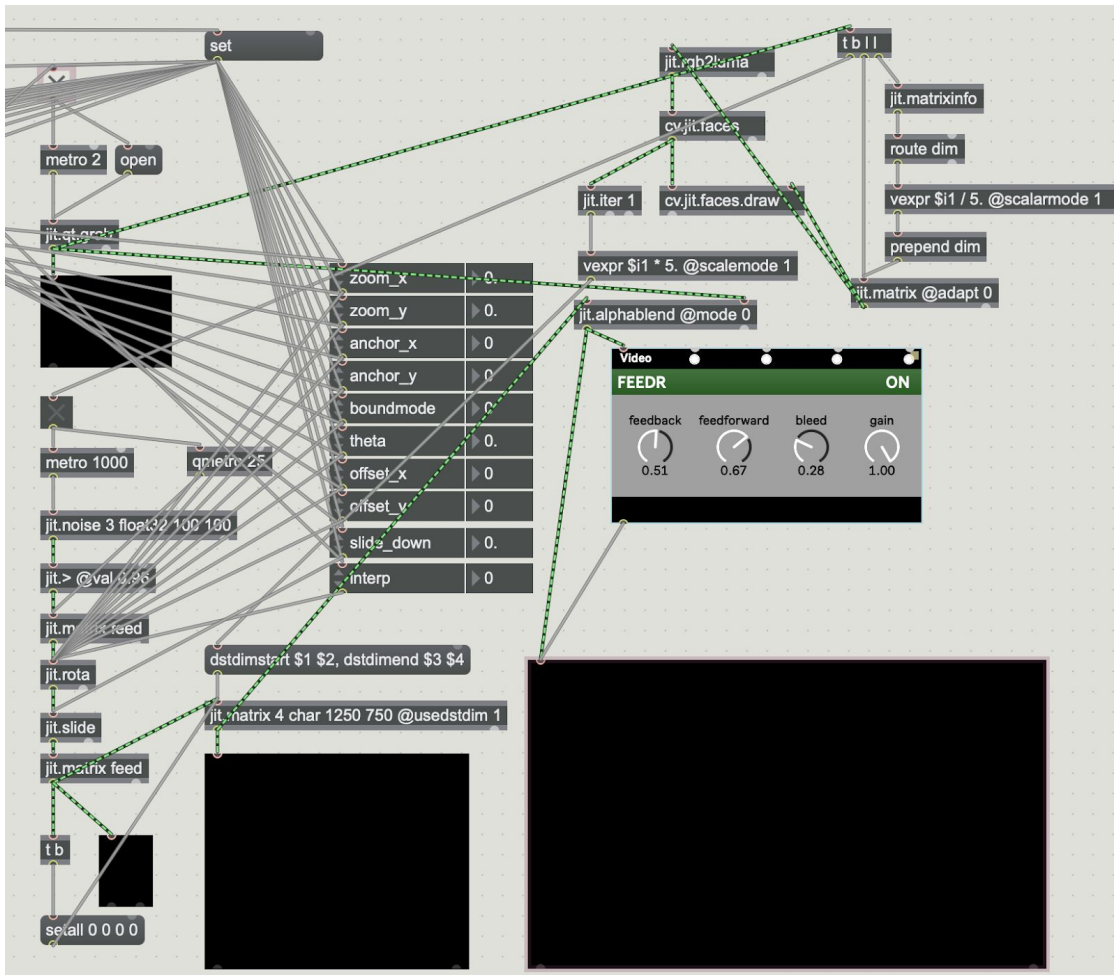 set
t b l l
jit.rgb2luma
jit.matrixinfo
cv.jit.faces
metro 2
open
route dim
jit.iter 1
cv.jit.faces.draw
vexpr $i1 / 5. @scalarmode 1
jit.qt.grab
prepend dim
vexpr $i1 * 5. @scalemode 1
zoom_x
0.
jit.matrix @adapt 0
zoom_y
0.
jit.alphablend @mode 0
anchor_x
0
Video
anchor_y
0
FEEDR
ON
boundmode
0
feedback
feedforward
bleed
gain
theta
0.
metro 1000
qmetro 25
offset_x
0
0.51
0.67
0.28
1.00
offset_y
0
jit.noise 3 float32 100 100
slide_down
0.
jit.> @val 0.96
interp
0
jit.matrix feed
jit.rota
dstdimstart $1 $2, dstdimend $3 $4
jit.slide
jit.matrix 4 char 1250 750 @usedstdim 1
jit.matrix feed
t b
setall 0 0 0 0